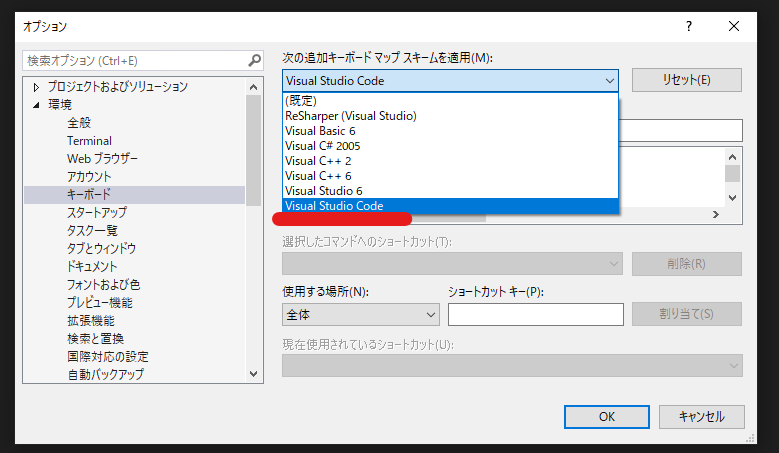 オプション
? ×
検索オプション (Ctrl+E)
プロジェクトおよびソリューション
環境
全般
Terminal
Web ブラウザー
アカウント
キーボード
スタートアップ
タスク一覧
タブとウィンドウ
ドキュメント
フォントおよび色
プレビュー機能
拡張機能
検索と置換
国際対応の設定
自動バックアップ
次の追加キーボード マップ スキームを適用(M):
Visual Studio Code
リセット(E)
(既定)
ReSharper (Visual Studio)
Visual Basic 6
Visual C# 2005
Visual C++ 2
Visual C++ 6
Visual Studio 6
Visual Studio Code
選択したコマンドへのショートカット(T):
削除(R)
使用する場所(N):
ショートカット キー(P):
全体
割り当て(S)
現在使用されているショートカット(U):
OK
キャンセル